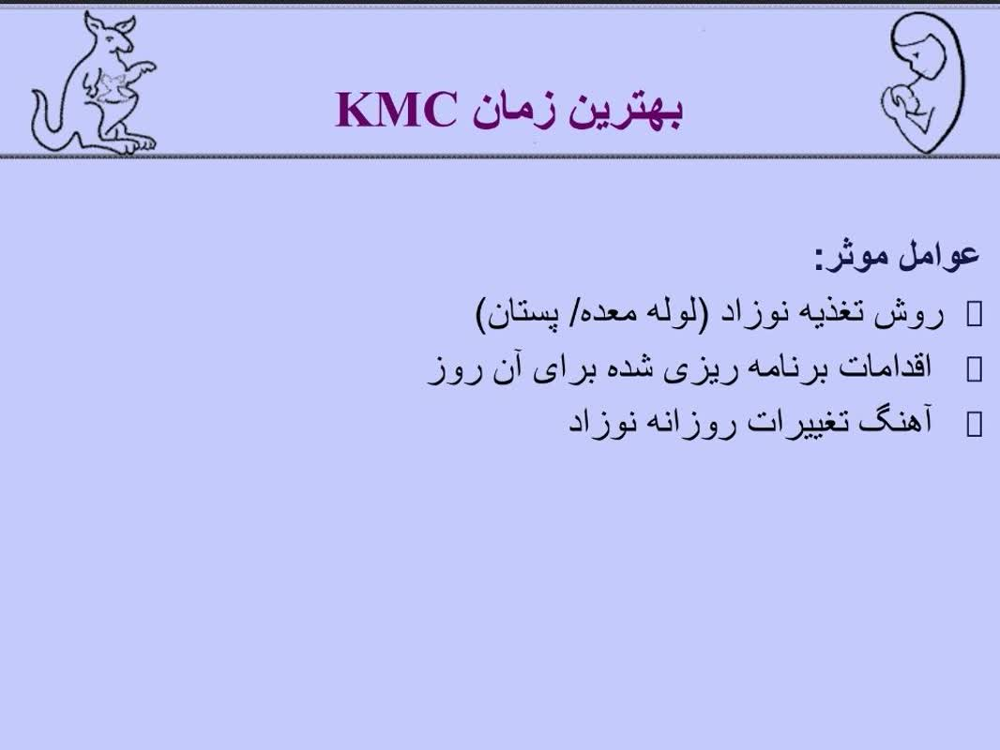 بهترین زمان KMC
عوامل موثر:
روش تغذیه نوزاد (لوله معده/ پستان)
اقدامات برنامه ریزی شده برای آن روز
آهنگ تغییرات روزانه نوزاد